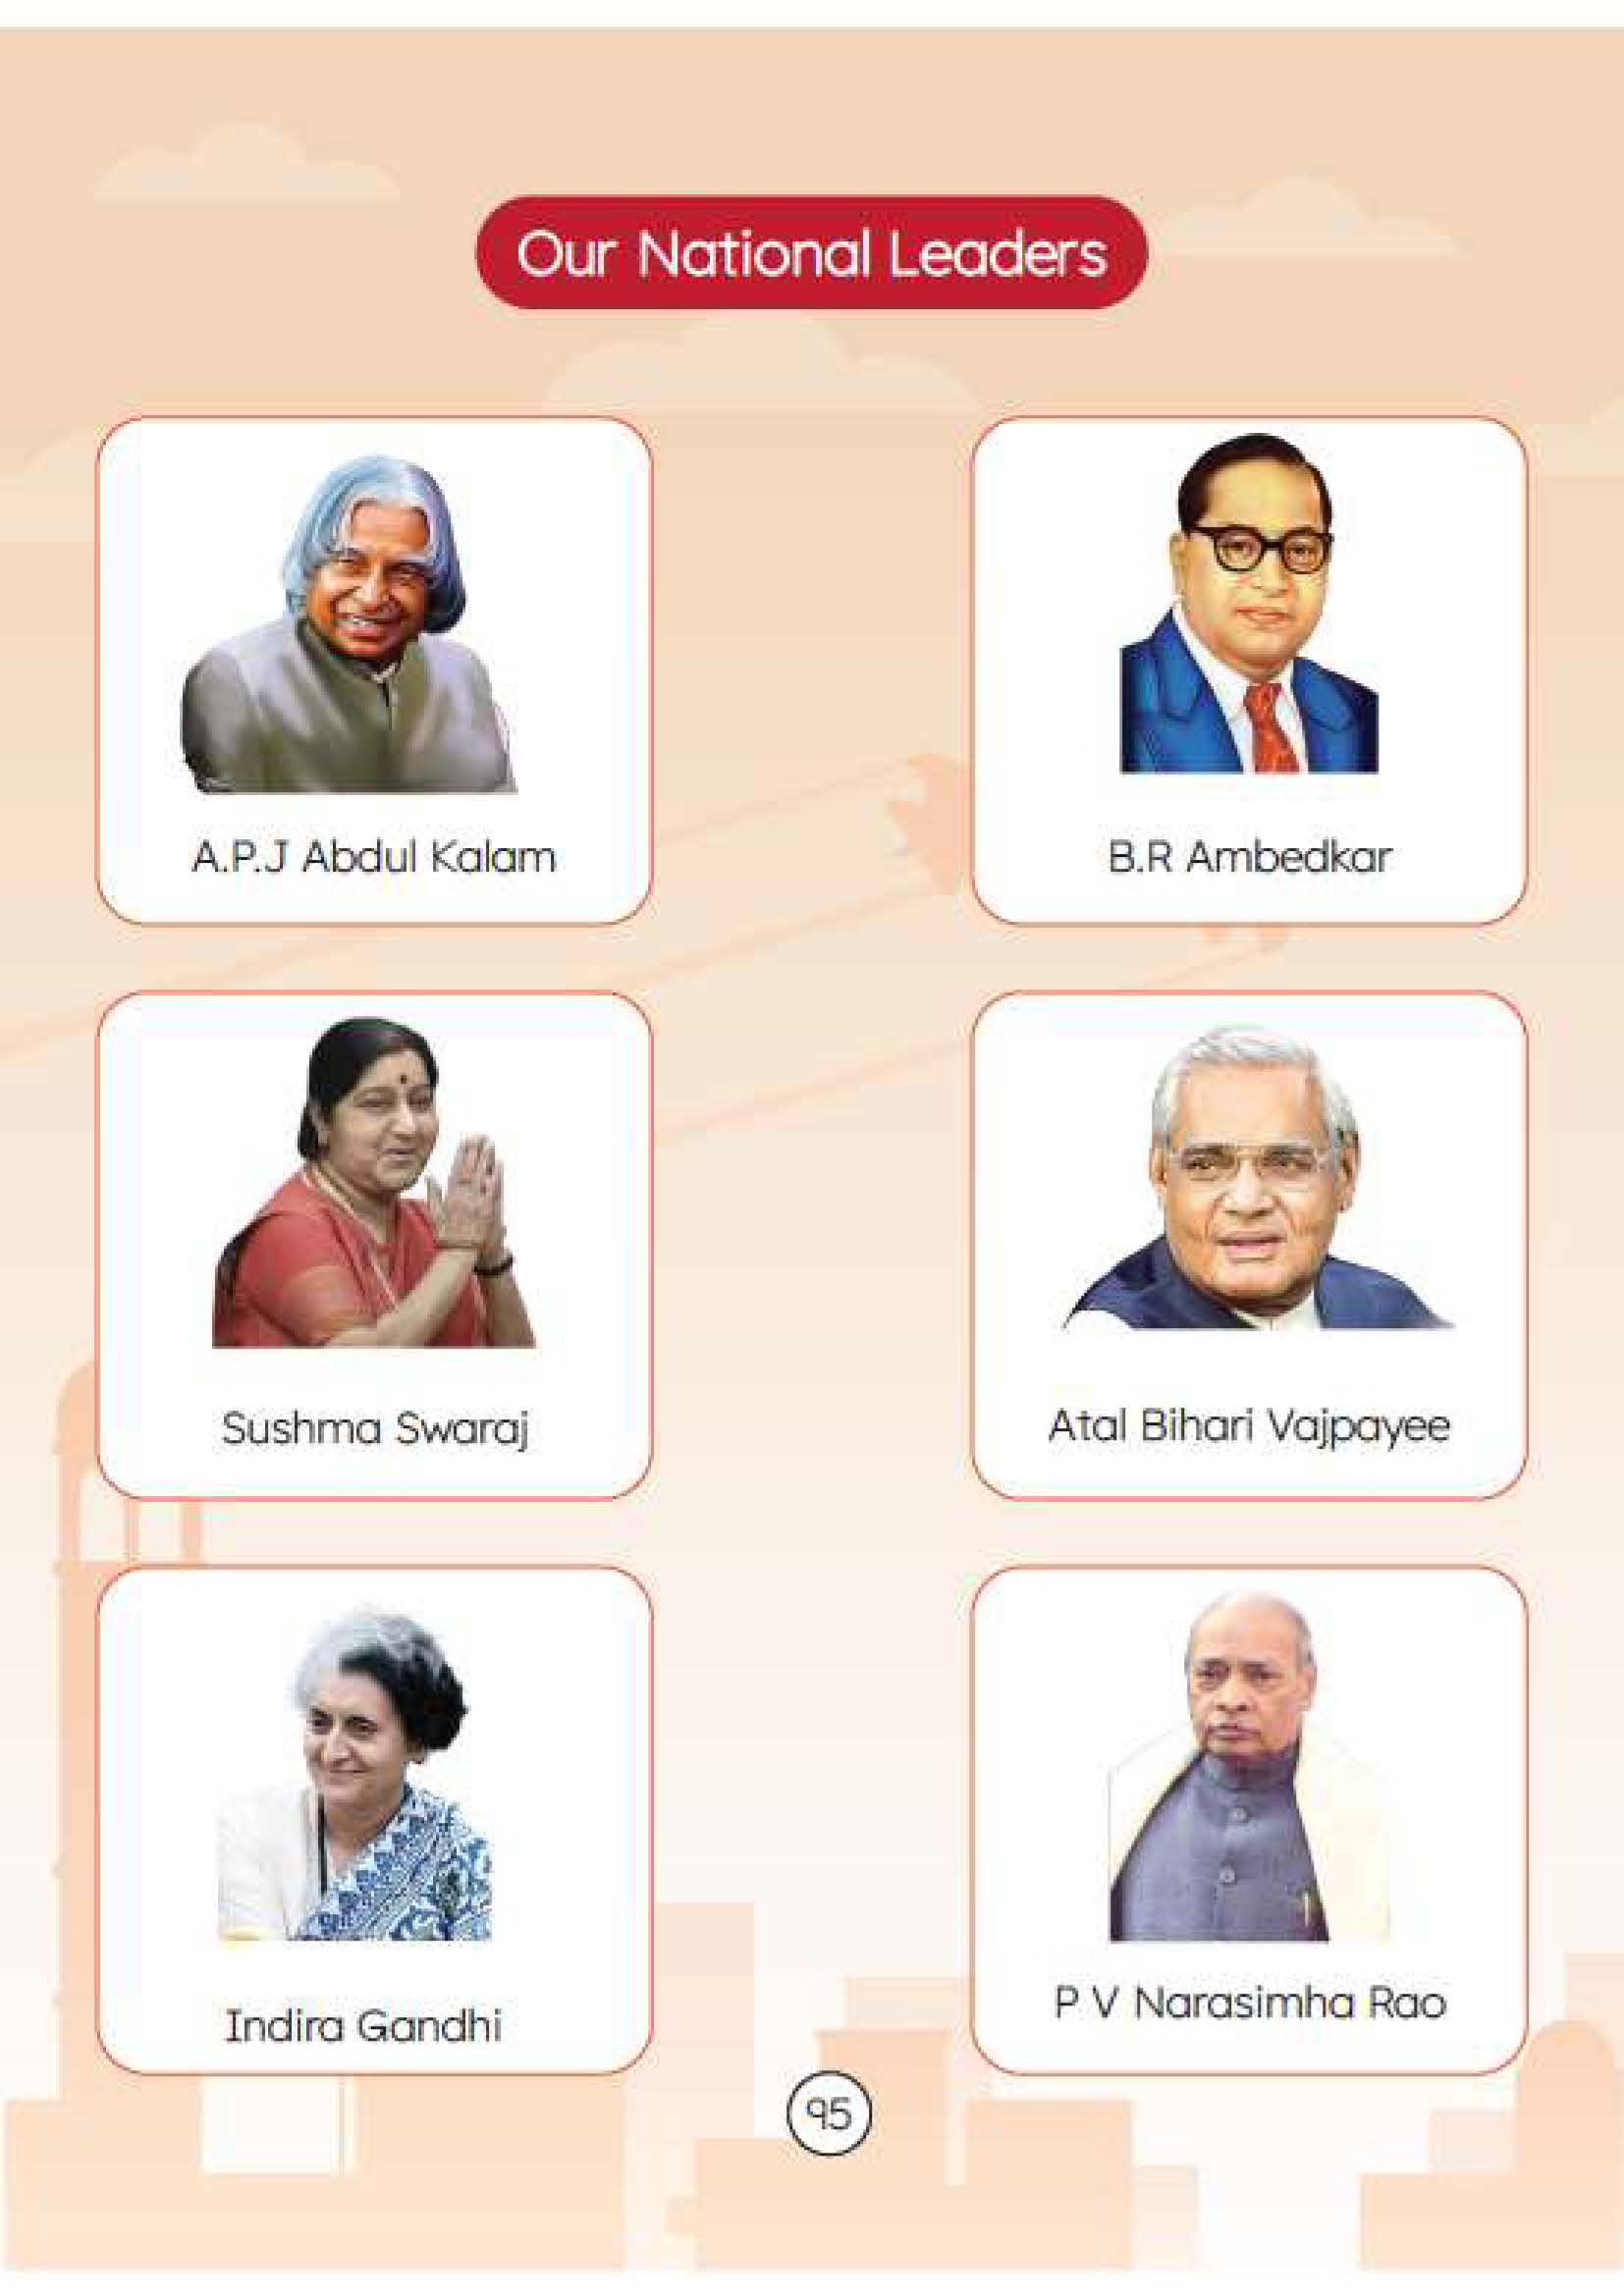 Our National Leaders
A.P.J Abdul Kalam
B.R Ambedkar
Sushma Swaraj
Atal Bihari Vajpayee
Indira Gandhi
P V Narasimha Rao
95